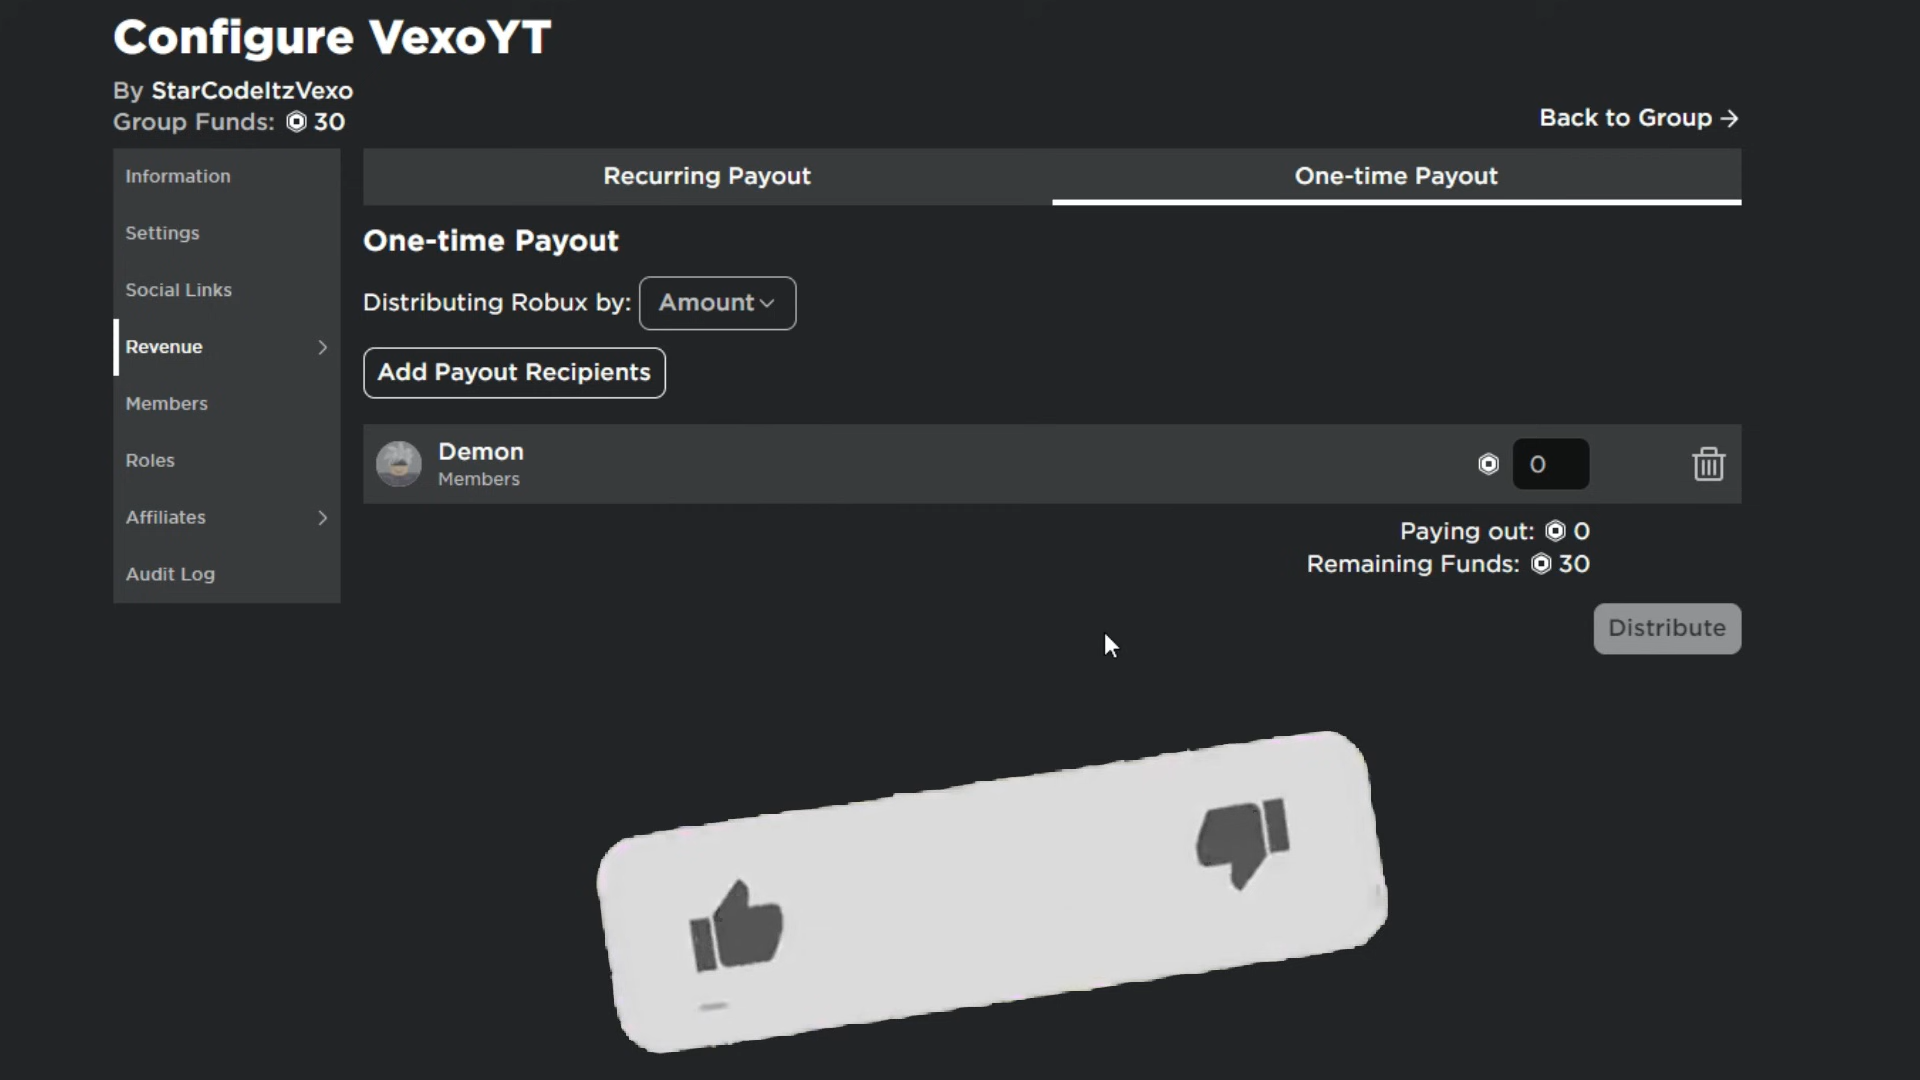 Configure VexoYT
By StarCodeItzVexo
Group Funds: 30
Back to Group →
Information
Settings
Social Links
Revenue
Members
Roles
Affiliates
Audit Log
Recurring Payout
One-time Payout
One-time Payout
Distributing Robux by: Amount
Add Payout Recipients
Demon
Members
0
Paying out: 0
Remaining Funds: 30
Distribute